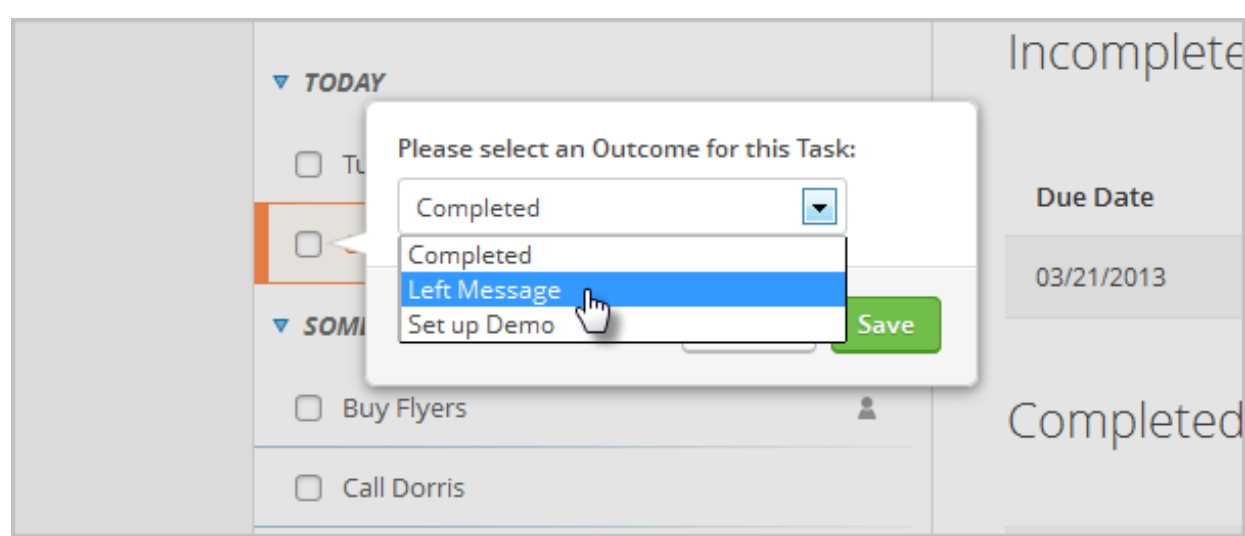 Incomplete
TODAY
Please select an Outcome for this Task:
Completed
Due Date
Completed
Left Message
03/21/2013
Set up Demo
Save
Buy Flyers
Completed
Call Dorris